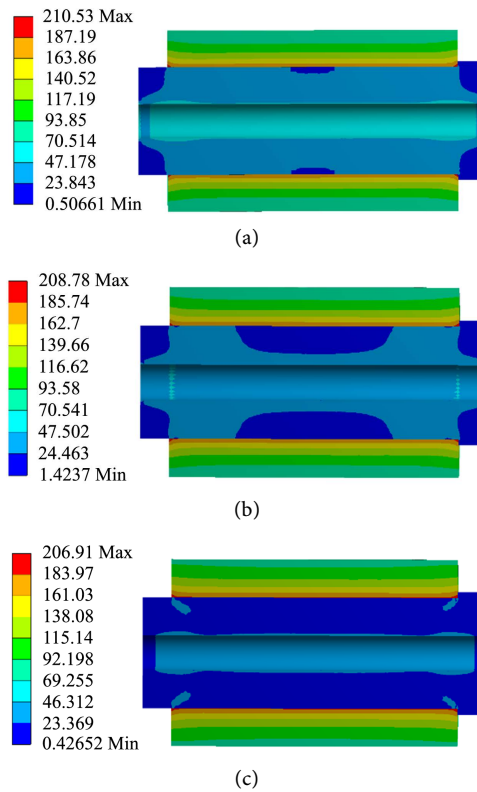 210.53 Max
187.19
163.86
140.52
117.19
93.85
70.514
47.178
23.843
0.50661 Min
(a)
208.78 Max
185.74
162.7
139.66
116.62
93.58
70.541
47.502
24.463
1.4237 Min
(b)
206.91 Max
183.97
161.03
138.08
115.14
92.198
69.255
46.312
23.369
0.42652 Min
(c)